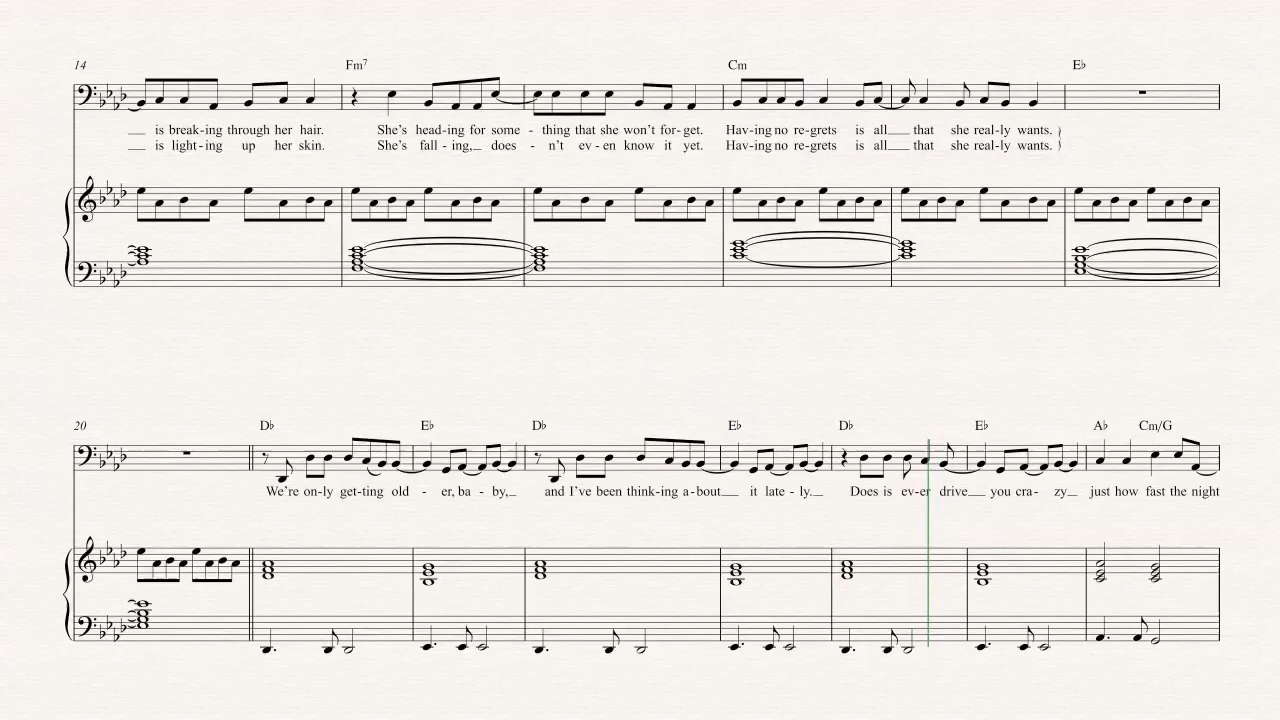 14 Fm7 Cm E♭
is break-ing through her hair. She's head-ing for some - thing that she won't for-get. Hav-ing no re-grets is all that she real-ly wants.
is light-ing up her skin. She's fall-ing, does - n't ev-en know it yet. Hav-ing no re-grets is all that she real-ly wants.
20 D♭ E♭ D♭ E♭ D♭ E♭ A♭ Cm/G
We're on-ly get-ting old - er, ba - by, and I've been think-ing a-bout it late-ly. Does is ev-er drive you cra- zy just how fast the night